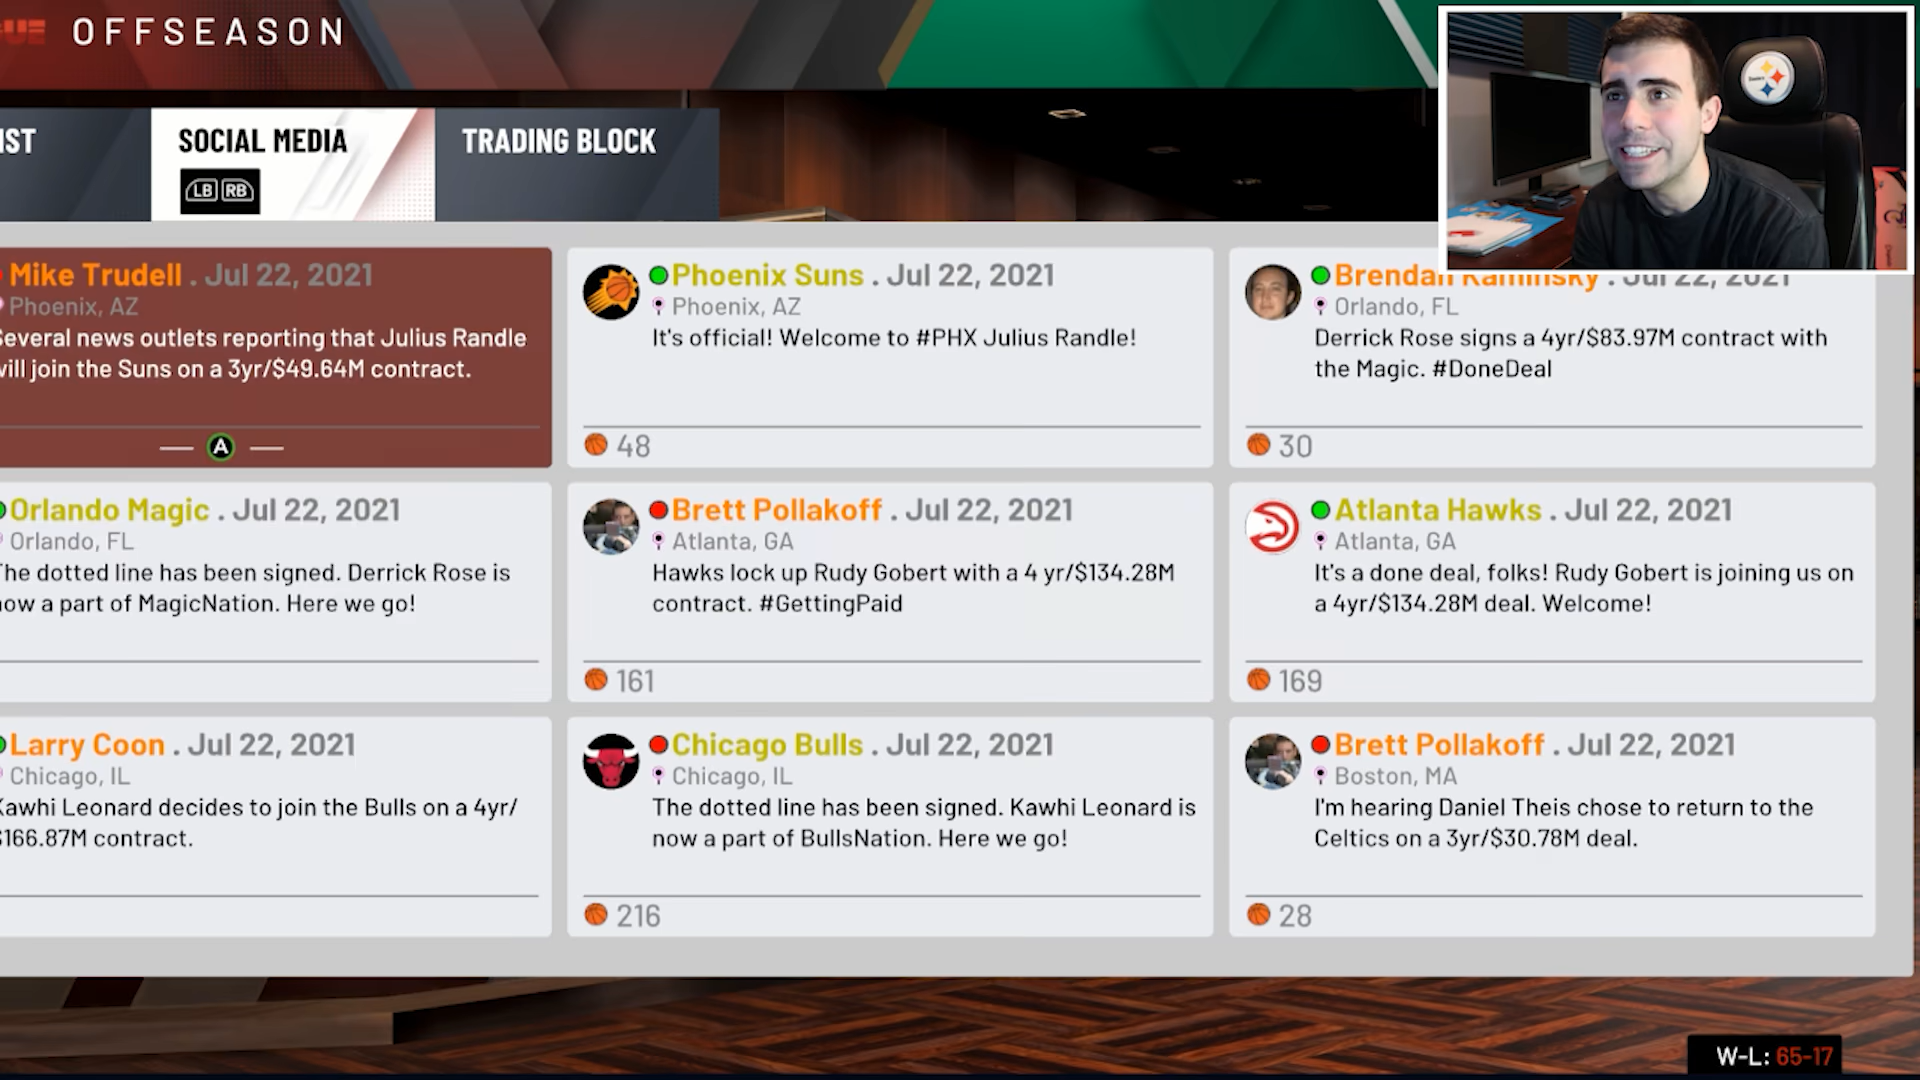 OFFSEASON
SOCIAL MEDIA
TRADING BLOCK
LB RB
Mike Trudell . Jul 22, 2021
Phoenix, AZ
Several news outlets reporting that Julius Randle
will join the Suns on a 3yr/$49.64M contract.
A
Phoenix Suns . Jul 22, 2021
Phoenix, AZ
It's official! Welcome to #PHX Julius Randle!
48
Brendan Kaminsky . Jul 22, 2021
Orlando, FL
Derrick Rose signs a 4yr/$83.97M contract with
the Magic. #DoneDeal
30
Orlando Magic . Jul 22, 2021
Orlando, FL
The dotted line has been signed. Derrick Rose is
now a part of MagicNation. Here we go!
Brett Pollakoff . Jul 22, 2021
Atlanta, GA
Hawks lock up Rudy Gobert with a 4 yr/$134.28M
contract. #GettingPaid
161
Atlanta Hawks . Jul 22, 2021
Atlanta, GA
It's a done deal, folks! Rudy Gobert is joining us on
a 4yr/$134.28M deal. Welcome!
169
Larry Coon . Jul 22, 2021
Chicago, IL
Kawhi Leonard decides to join the Bulls on a 4yr/
$166.87M contract.
Chicago Bulls . Jul 22, 2021
Chicago, IL
The dotted line has been signed. Kawhi Leonard is
now a part of BullsNation. Here we go!
216
Brett Pollakoff . Jul 22, 2021
Boston, MA
I'm hearing Daniel Theis chose to return to the
Celtics on a 3yr/$30.78M deal.
28
W-L: 65-17